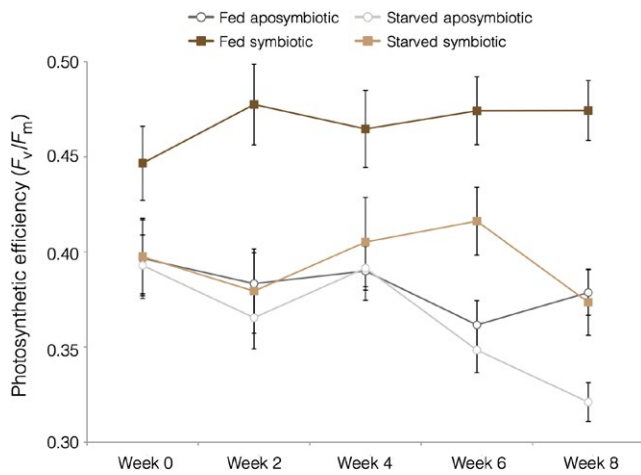 Fed aposymbiotic Starved aposymbiotic
Fed symbiotic Starved symbiotic
Photosynthetic efficiency (Fv/Fm)
0.50
0.45
0.40
0.35
0.30
Week 0 Week 2 Week 4 Week 6 Week 8